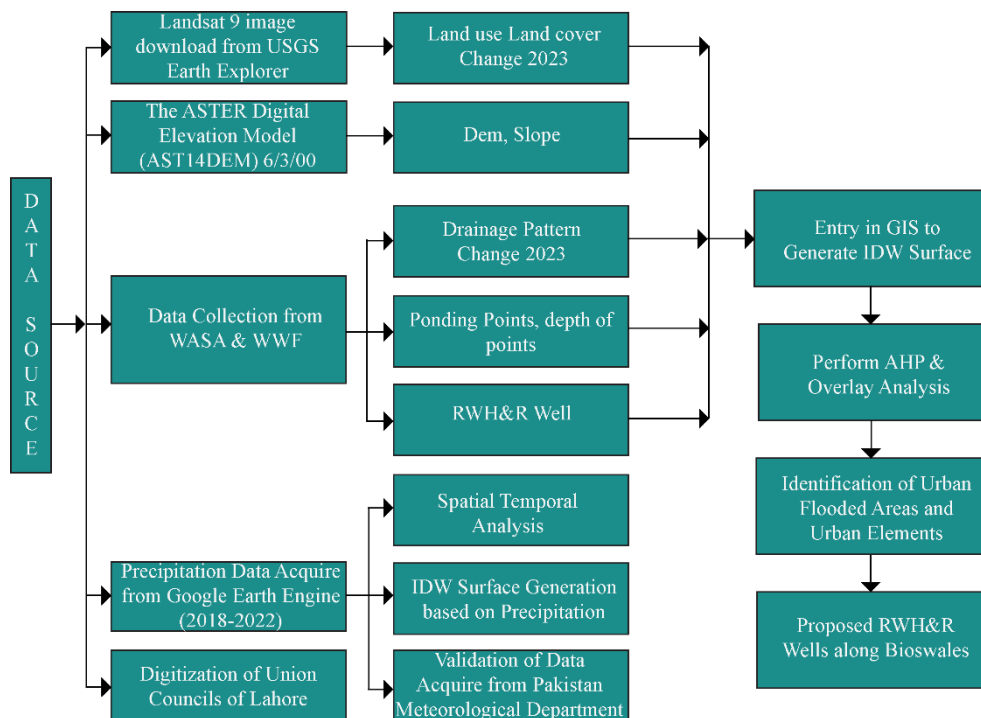 DATA SOURCE
Landsat 9 image
download from USGS
Earth Explorer
Land use Land cover
Change 2023
The ASTER Digital
Elevation Model
(AST14DEM) 6/3/00
Dem, Slope
Data Collection from
WASA & WWF
Drainage Pattern
Change 2023
Ponding Points, depth of
points
RWH&R Well
Precipitation Data Acquire
from Google Earth Engine
(2018-2022)
Spatial Temporal
Analysis
IDW Surface Generation
based on Precipitation
Validation of Data
Acquire from Pakistan
Meteorological Department
Digitization of Union
Councils of Lahore
Entry in GIS to
Generate IDW Surface
Perform AHP &
Overlay Analysis
Identification of Urban
Flooded Areas and
Urban Elements
Proposed RWH&R
Wells along Bioswales